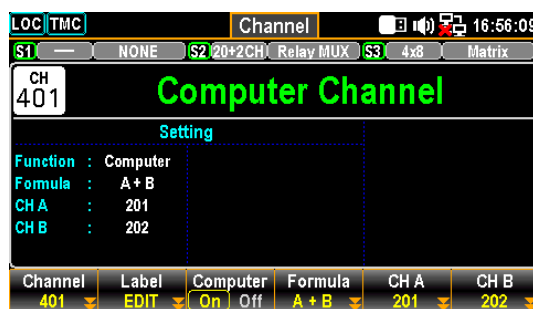 LOC TMC Channel 16:56:09
S1 — NONE S2 20+2CH Relay MUX S3 4x8 Matrix
CH
401
Computer Channel
Setting
Function : Computer
Formula : A + B
CH A : 201
CH B : 202
Channel Label Computer Formula CH A CH B
401 EDIT On Off A + B 201 202